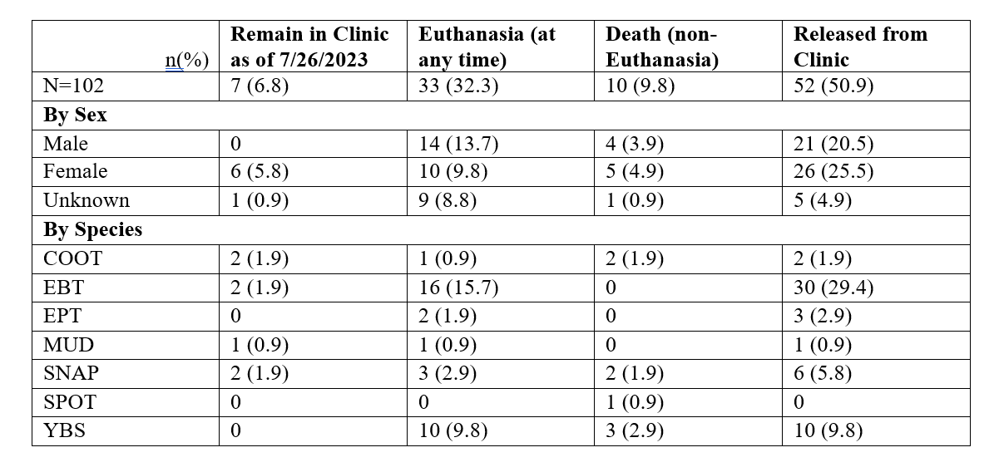 n(%) Remain in Clinic as of 7/26/2023 Euthanasia (at any time) Death (non-Euthanasia) Released from Clinic
N=102 7 (6.8) 33 (32.3) 10 (9.8) 52 (50.9)
By Sex
Male 0 14 (13.7) 4 (3.9) 21 (20.5)
Female 6 (5.8) 10 (9.8) 5 (4.9) 26 (25.5)
Unknown 1 (0.9) 9 (8.8) 1 (0.9) 5 (4.9)
By Species
COOT 2 (1.9) 1 (0.9) 2 (1.9) 2 (1.9)
EBT 2 (1.9) 16 (15.7) 0 30 (29.4)
EPT 0 2 (1.9) 0 3 (2.9)
MUD 1 (0.9) 1 (0.9) 0 1 (0.9)
SNAP 2 (1.9) 3 (2.9) 2 (1.9) 6 (5.8)
SPOT 0 0 1 (0.9) 0
YBS 0 10 (9.8) 3 (2.9) 10 (9.8)